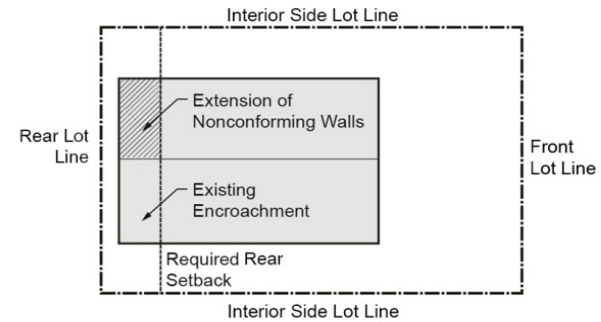 Interior Side Lot Line
Extension of
Nonconforming Walls
Rear Lot
Line
Front
Lot Line
Existing
Encroachment
Required Rear
Setback
Interior Side Lot Line